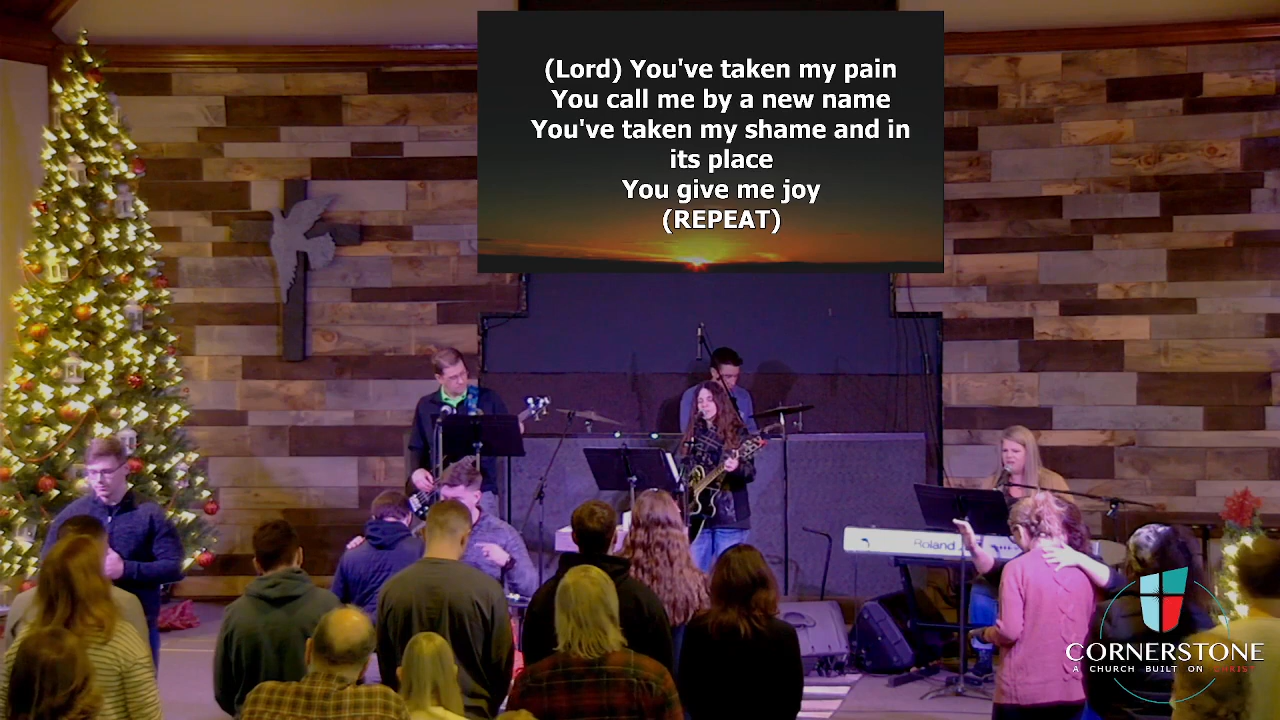 (Lord) You've taken my pain
You call me by a new name
You've taken my shame and in
its place
You give me joy
(REPEAT)
Roland
CORNERSTONE
A CHURCH BUILT ON CHRIST